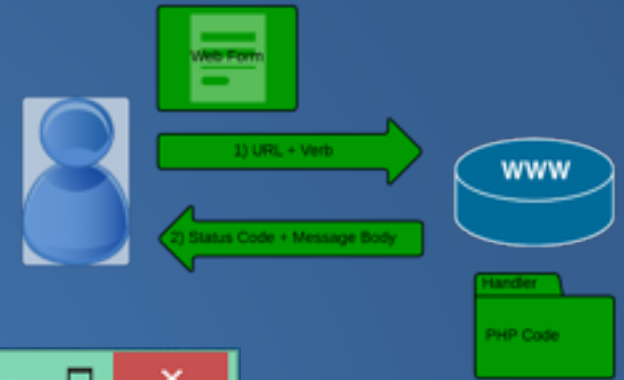 Web Form
1) URL + Verb
WWW
2) Status Code + Message Body
Handler
PHP Code